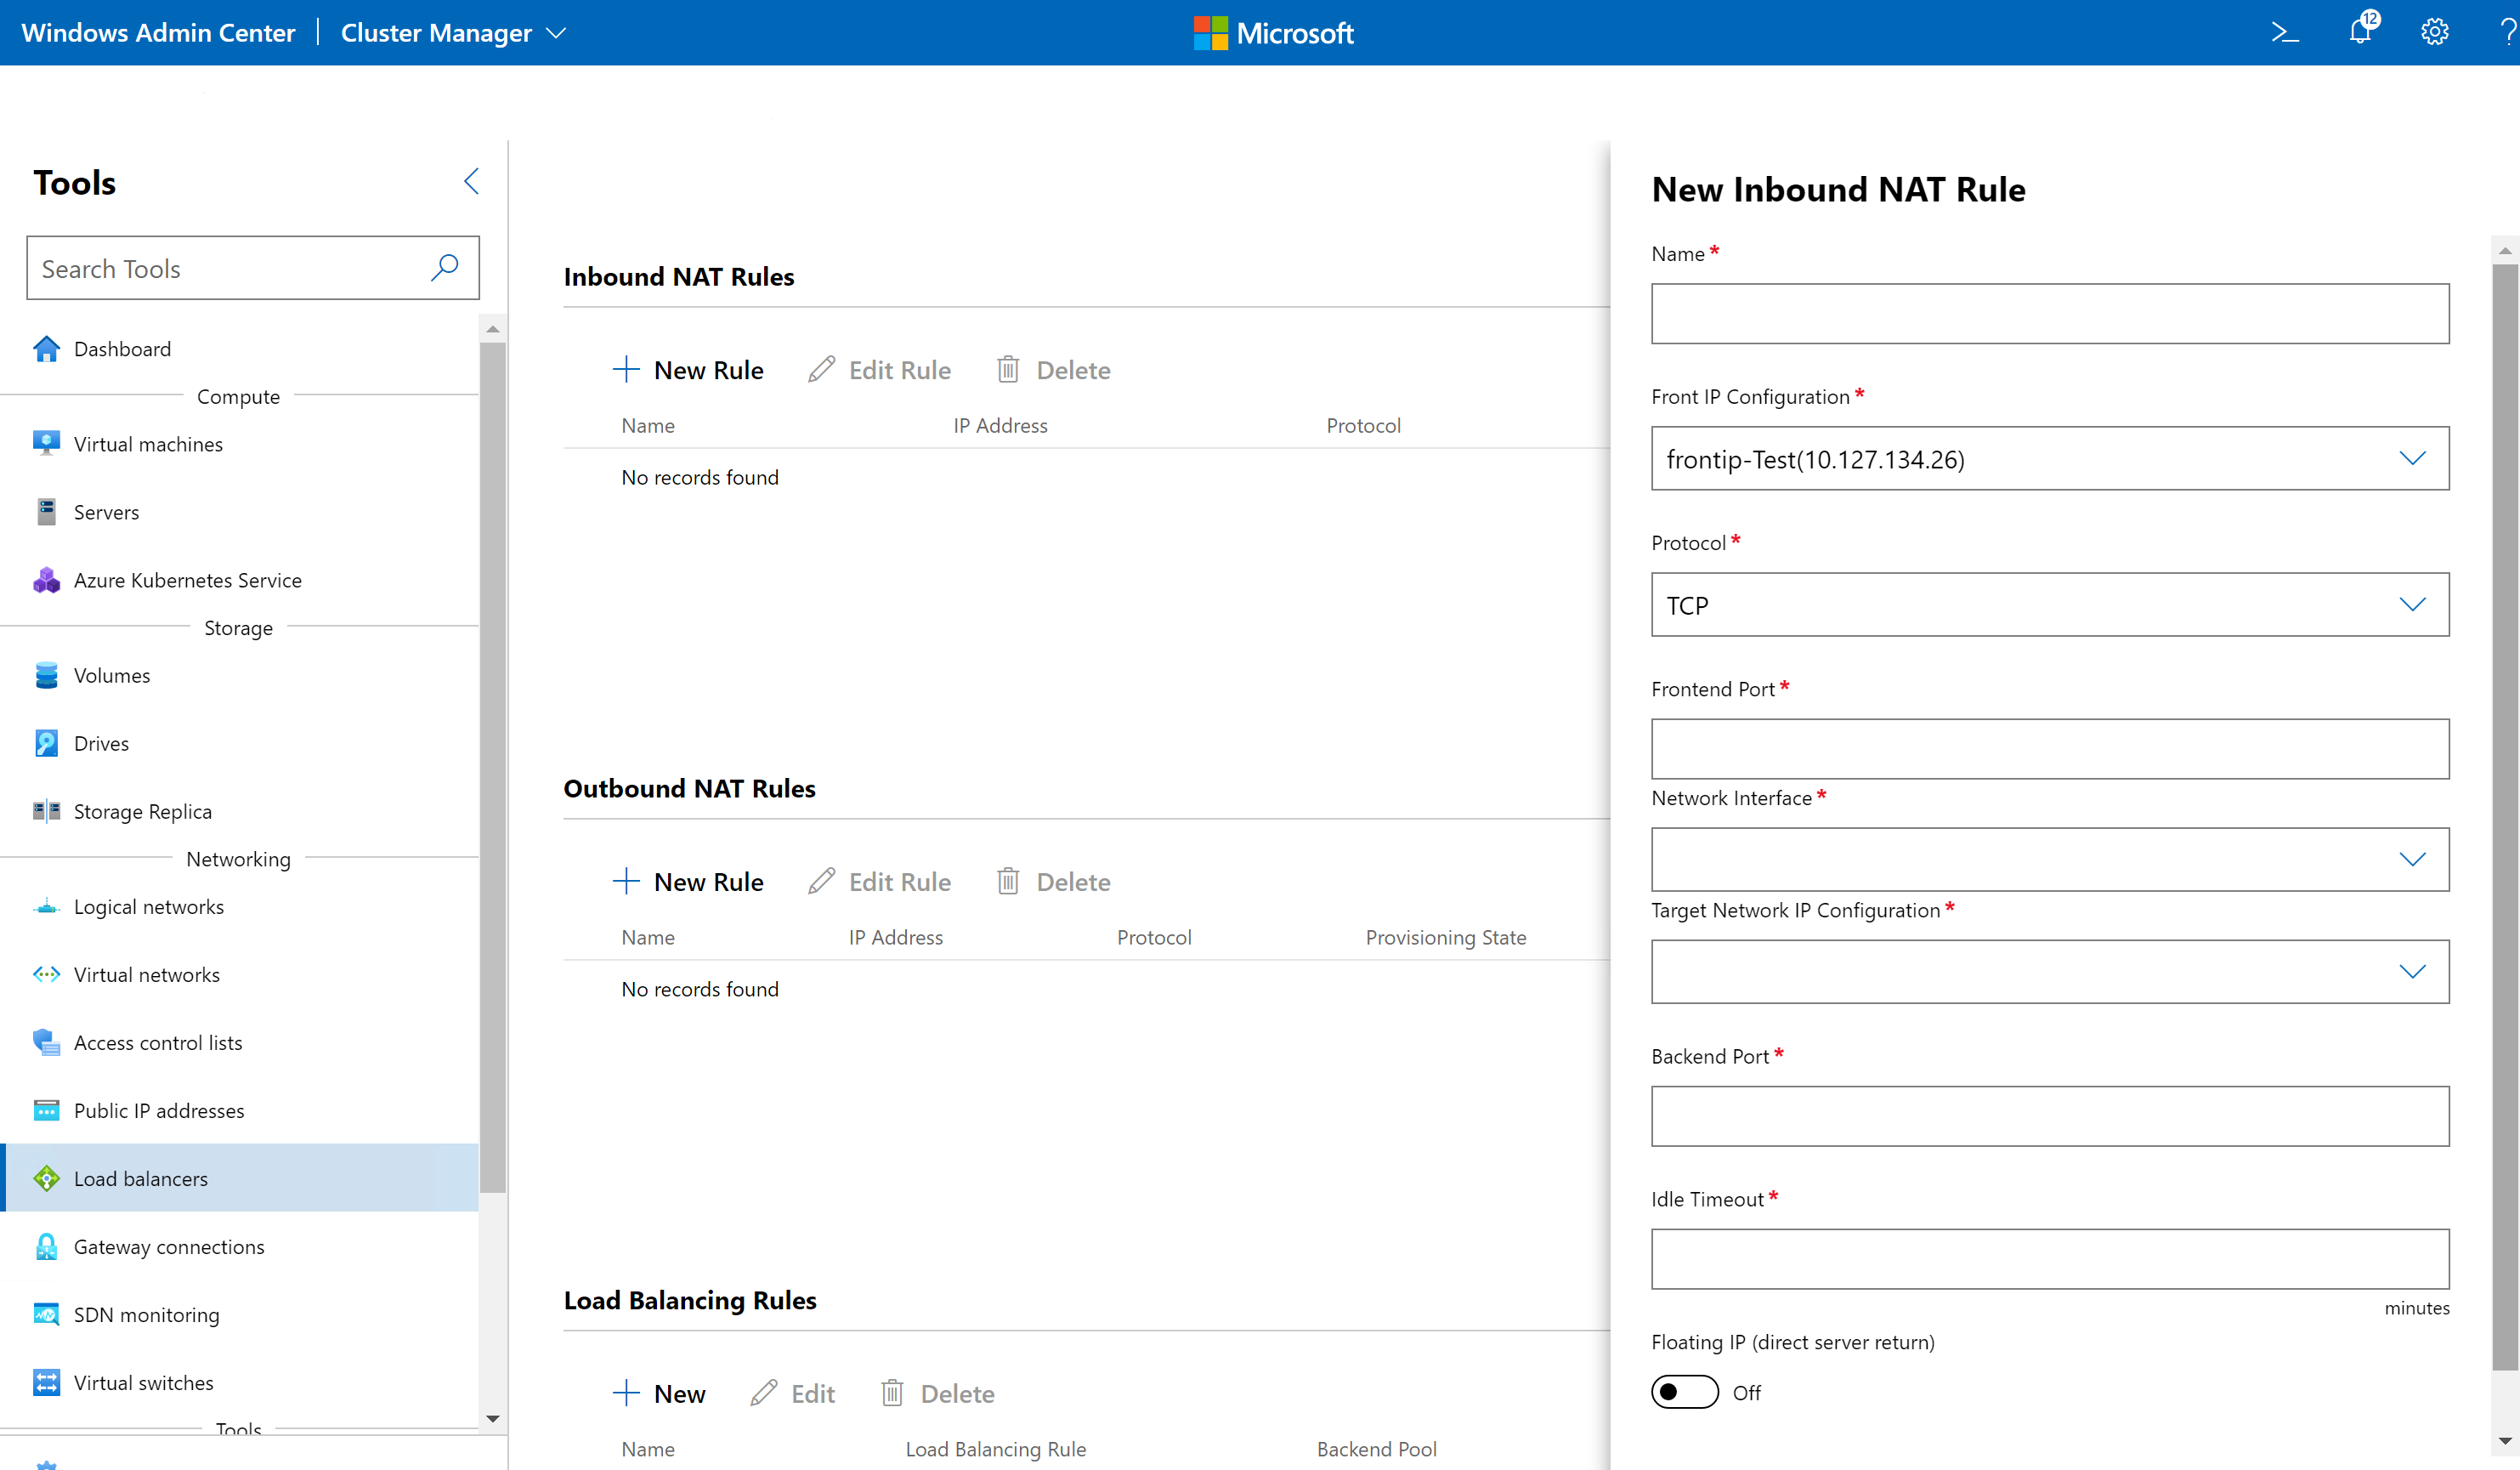 Windows Admin Center
Cluster Manager
Microsoft
12
Tools
Search Tools
Dashboard
Compute
Virtual machines
Servers
Azure Kubernetes Service
Storage
Volumes
Drives
Storage Replica
Networking
Logical networks
Virtual networks
Access control lists
Public IP addresses
Load balancers
Gateway connections
SDN monitoring
Virtual switches
Tools
Inbound NAT Rules
New Rule Edit Rule Delete
Name IP Address Protocol
No records found
Outbound NAT Rules
New Rule Edit Rule Delete
Name IP Address Protocol Provisioning State
No records found
Load Balancing Rules
New Edit Delete
Name Load Balancing Rule Backend Pool
New Inbound NAT Rule
Name *
Front IP Configuration *
frontip-Test(10.127.134.26)
Protocol *
TCP
Frontend Port *
Network Interface *
Target Network IP Configuration *
Backend Port *
Idle Timeout *
minutes
Floating IP (direct server return)
Off